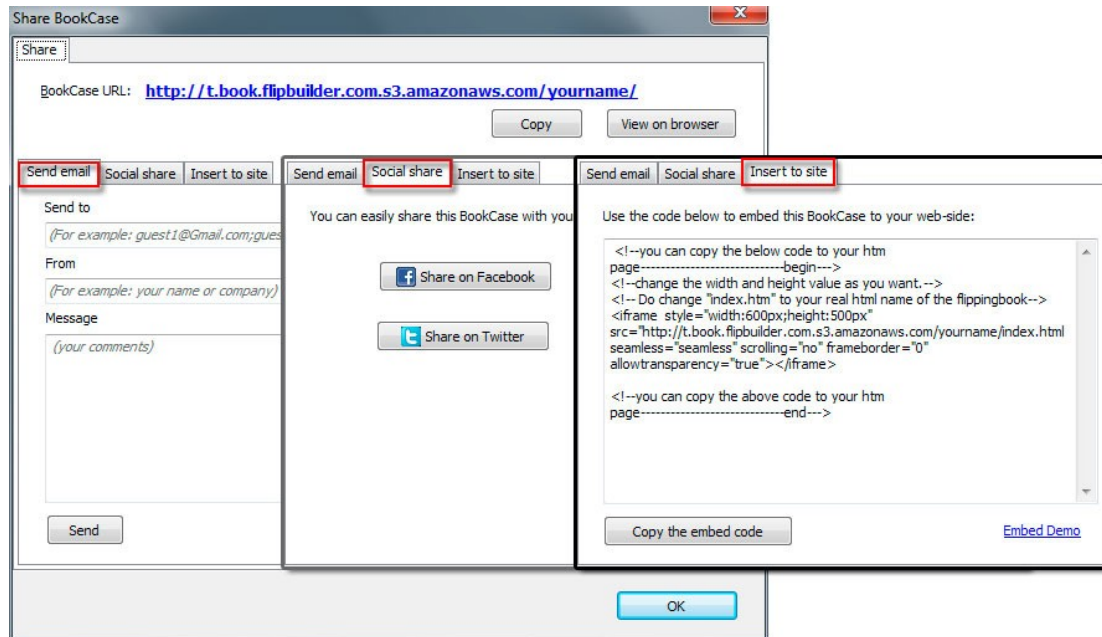 Share BookCase
Share
BookCase URL: http://t.book.flipbuilder.com.s3.amazonaws.com/yourname/
Copy View on browser
Send email Social share Insert to site
Send to
(For example: guest1@Gmail.com;gues
From
(For example: your name or company)
Message
(your comments)
Send
Send email Social share Insert to site
You can easily share this BookCase with you
Share on Facebook
Share on Twitter
Send email Social share Insert to site
Use the code below to embed this BookCase to your web-side:
<!--you can copy the below code to your htm
page-----------------------------begin--->
<!--change the width and height value as you want.-->
<!-- Do change "index.htm" to your real html name of the flippingbook-->
<iframe style="width:600px;height:500px"
src="http://t.book.flipbuilder.com.s3.amazonaws.com/yourname/index.html
seamless="seamless" scrolling="no" frameborder="0"
allowtransparency="true"></iframe>
<!--you can copy the above code to your htm
page-----------------------------end--->
Copy the embed code Embed Demo
OK